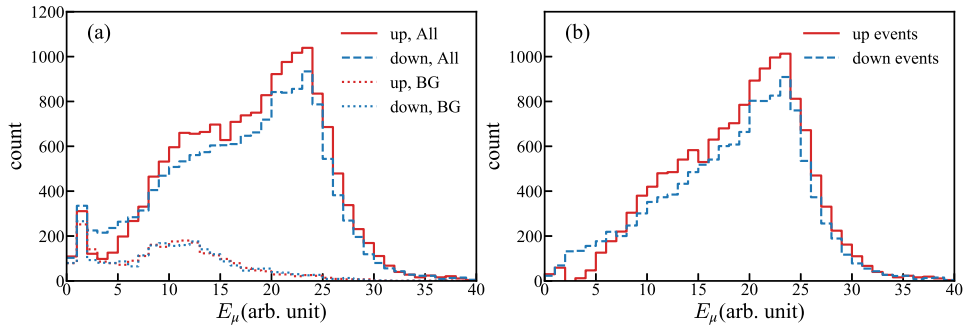 1200
1000
800
600
400
200
0
count
(a)
up, All
down, All
up, BG
down, BG
0 5 10 15 20 25 30 35 40
Eμ(arb. unit)
1000
800
600
400
200
0
count
(b)
up events
down events
0 5 10 15 20 25 30 35 40
Eμ(arb. unit)